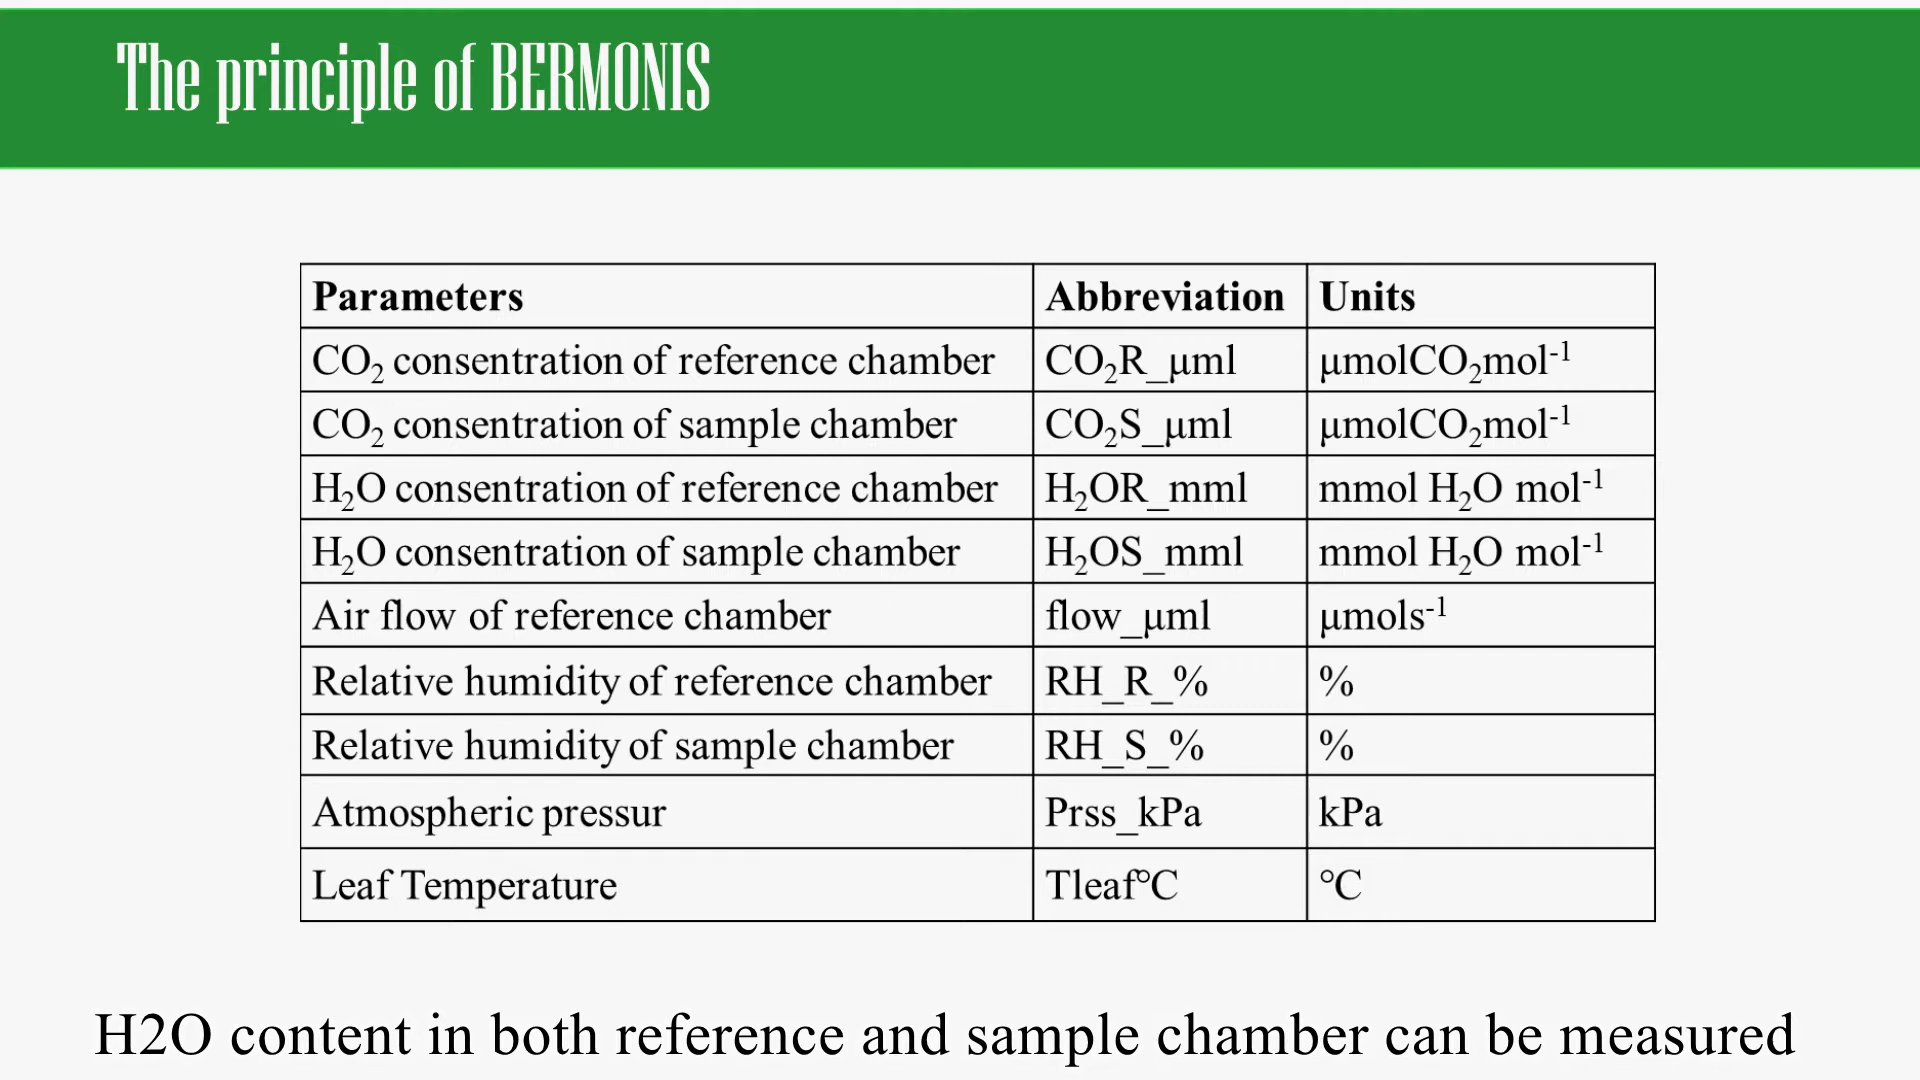 The principle of BERMONIS
Parameters Abbreviation Units
CO₂ consentration of reference chamber CO₂R_μml μmolCO₂mol⁻¹
CO₂ consentration of sample chamber CO₂S_μml μmolCO₂mol⁻¹
H₂O consentration of reference chamber H₂OR_mml mmol H₂O mol⁻¹
H₂O consentration of sample chamber H₂OS_mml mmol H₂O mol⁻¹
Air flow of reference chamber flow_μml μmols⁻¹
Relative humidity of reference chamber RH_R_% %
Relative humidity of sample chamber RH_S_% %
Atmospheric pressur Prss_kPa kPa
Leaf Temperature Tleaf°C °C
H2O content in both reference and sample chamber can be measured